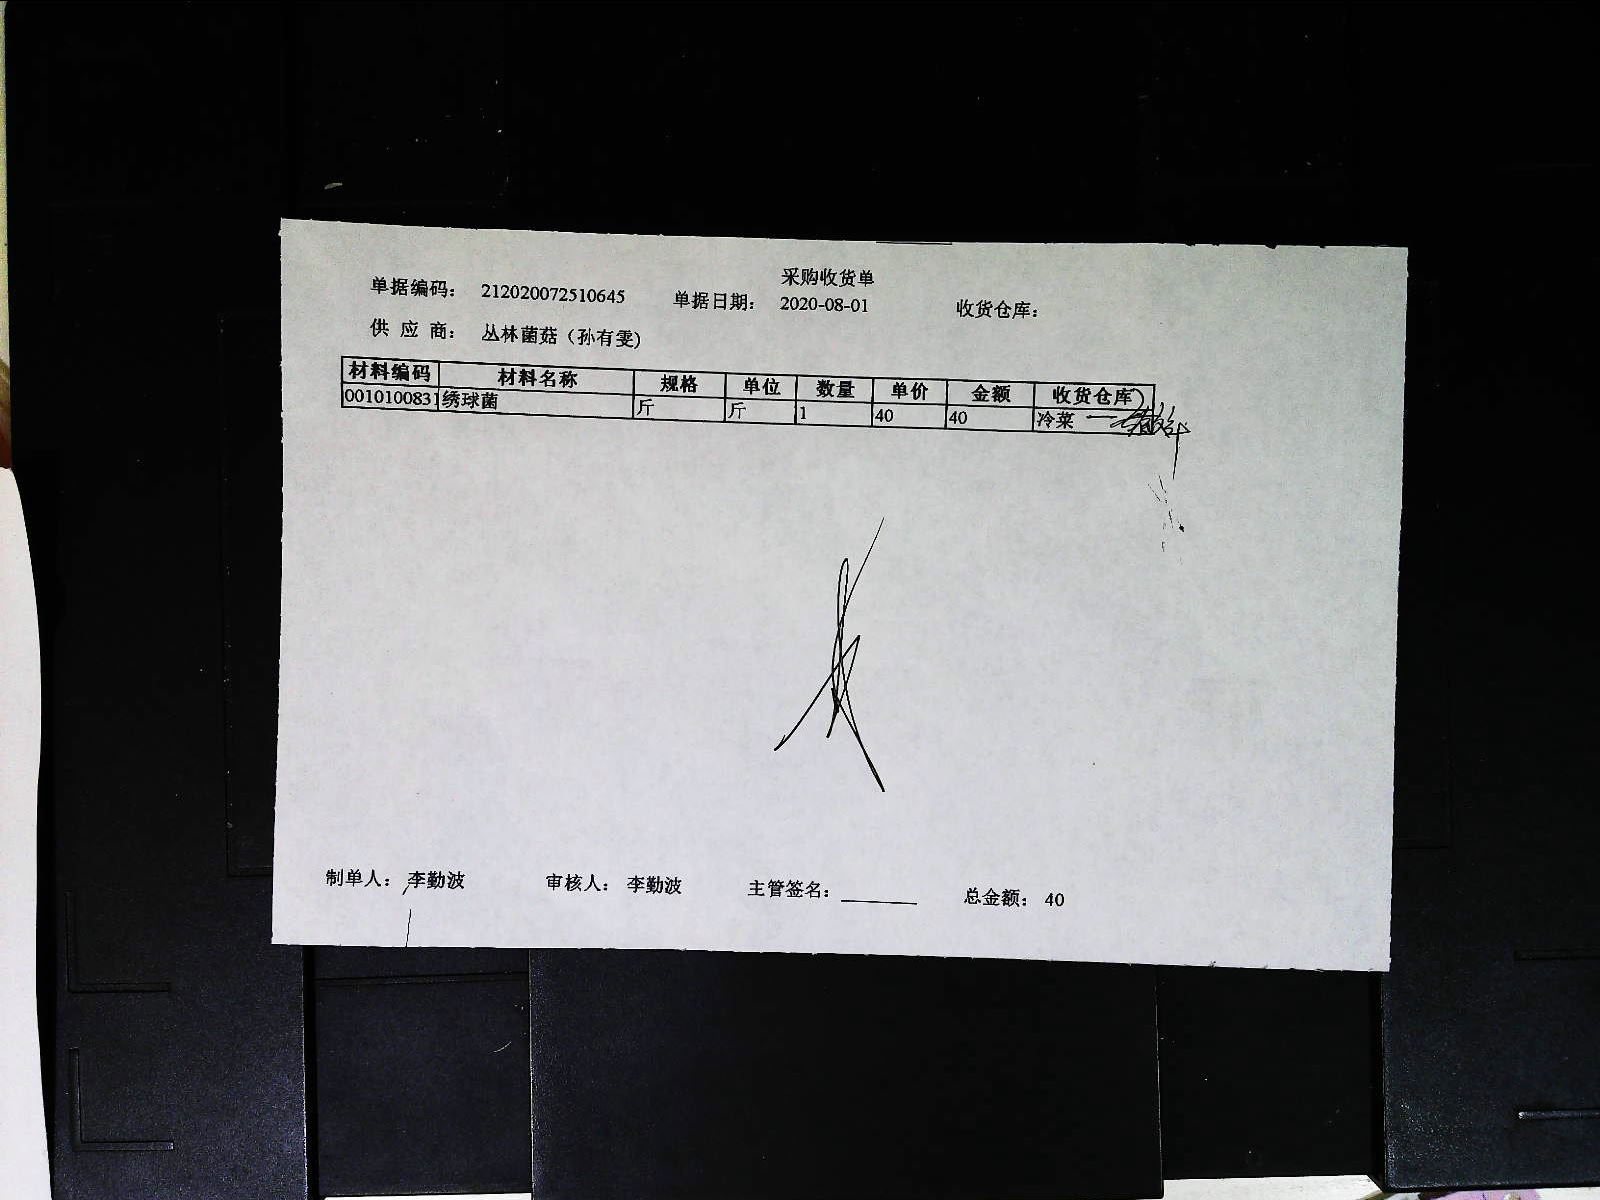 采购收货单
单据编码： 212020072510645 单据日期： 2020-08-01 收货仓库：
供 应 商： 丛林菌菇（孙有雯）
材料编码 材料名称 规格 单位 数量 单价 金额 收货仓库
0010100831 绣球菌 斤 斤 1 40 40 冷菜
制单人： 李勤波 审核人： 李勤波 主管签名： 总金额： 40